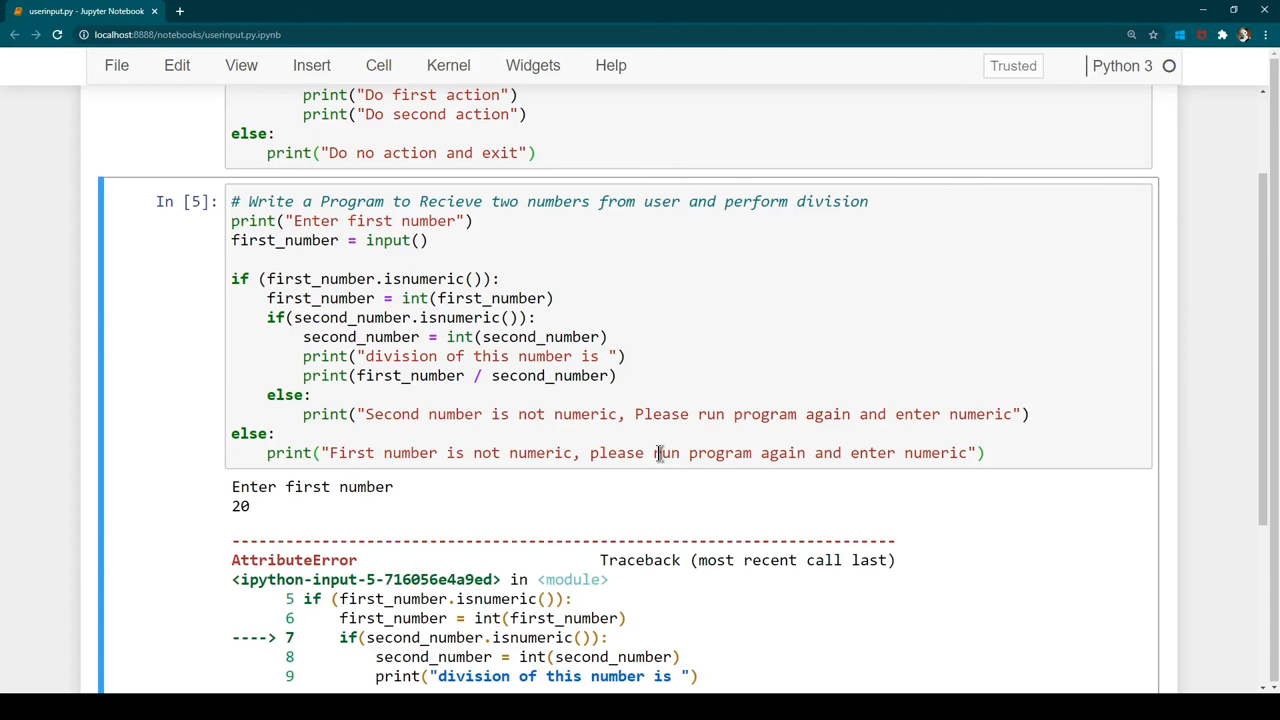 userinput.py - Jupyter Notebook
localhost:8888/notebooks/userinput.py.ipynb
File Edit View Insert Cell Kernel Widgets Help Trusted Python 3
print("Do first action")
print("Do second action")
else:
print("Do no action and exit")
In [5]:
# Write a Program to Recieve two numbers from user and perform division
print("Enter first number")
first_number = input()
if (first_number.isnumeric()):
first_number = int(first_number)
if(second_number.isnumeric()):
second_number = int(second_number)
print("division of this number is ")
print(first_number / second_number)
else:
print("Second number is not numeric, Please run program again and enter numeric")
else:
print("First number is not numeric, please run program again and enter numeric")
Enter first number
20
---------------------------------------------------------------------------
AttributeError Traceback (most recent call last)
<ipython-input-5-716056e4a9ed> in <module>
5 if (first_number.isnumeric()):
6 first_number = int(first_number)
----> 7 if(second_number.isnumeric()):
8 second_number = int(second_number)
9 print("division of this number is ")